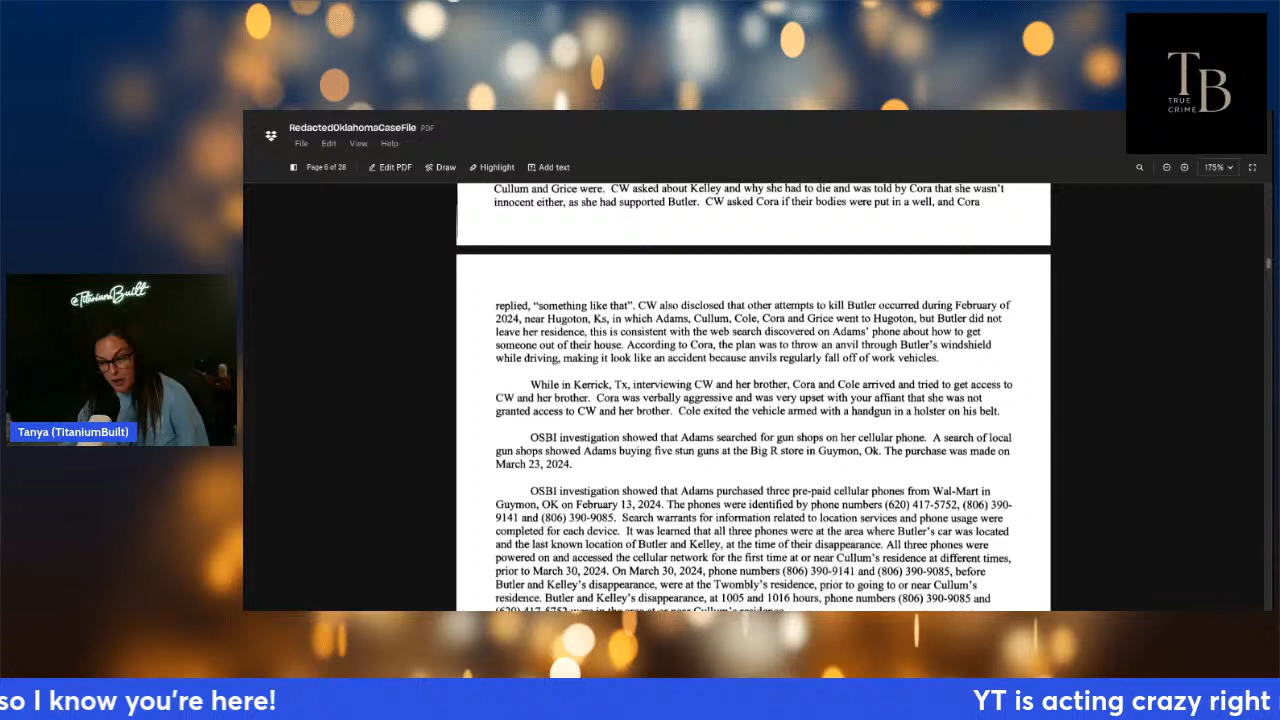 TB
TRUE
CRIME
RedactedOklahomaCaseFile PDF
File Edit View Help
Page 6 of 28 Edit PDF Draw Highlight Add text 175%
Cullum and Grice were. CW asked about Kelley and why she had to die and was told by Cora that she wasn't
innocent either, as she had supported Butler. CW asked Cora if their bodies were put in a well, and Cora
replied, “something like that”. CW also disclosed that other attempts to kill Butler occurred during February of
2024, near Hugoton, Ks, in which Adams, Cullum, Cole, Cora and Grice went to Hugoton, but Butler did not
leave her residence, this is consistent with the web search discovered on Adams’ phone about how to get
someone out of their house. According to Cora, the plan was to throw an anvil through Butler’s windshield
while driving, making it look like an accident because anvils regularly fall off of work vehicles.
While in Kerrick, Tx, interviewing CW and her brother, Cora and Cole arrived and tried to get access to
CW and her brother. Cora was verbally aggressive and was very upset with your affiant that she was not
granted access to CW and her brother. Cole exited the vehicle armed with a handgun in a holster on his belt.
OSBI investigation showed that Adams searched for gun shops on her cellular phone. A search of local
gun shops showed Adams buying five stun guns at the Big R store in Guymon, Ok. The purchase was made on
March 23, 2024.
OSBI investigation showed that Adams purchased three pre-paid cellular phones from Wal-Mart in
Guymon, OK on February 13, 2024. The phones were identified by phone numbers (620) 417-5752, (806) 390-
9141 and (806) 390-9085. Search warrants for information related to location services and phone usage were
completed for each device. It was learned that all three phones were at the area where Butler’s car was located
and the last known location of Butler and Kelley, at the time of their disappearance. All three phones were
powered on and accessed the cellular network for the first time at or near Cullum’s residence at different times,
prior to March 30, 2024. On March 30, 2024, phone numbers (806) 390-9141 and (806) 390-9085, before
Butler and Kelley’s disappearance, were at the Twombly’s residence, prior to going to or near Cullum’s
residence. Butler and Kelley’s disappearance, at 1005 and 1016 hours, phone numbers (806) 390-9085 and
(620) 417-5752 were in the area at or near Cullum's residence
@TitaniumBuilt
Tanya (TitaniumBuilt)
so I know you’re here! YT is acting crazy right